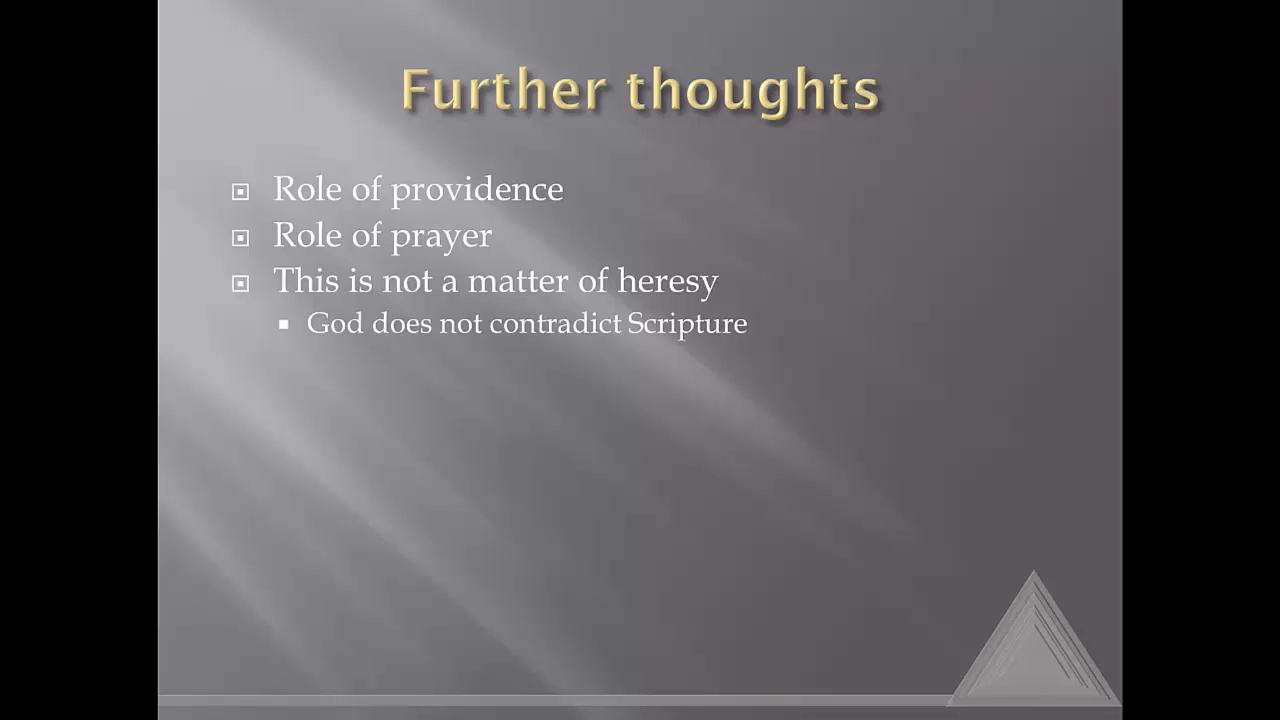 Further thoughts
Role of providence
Role of prayer
This is not a matter of heresy
God does not contradict Scripture